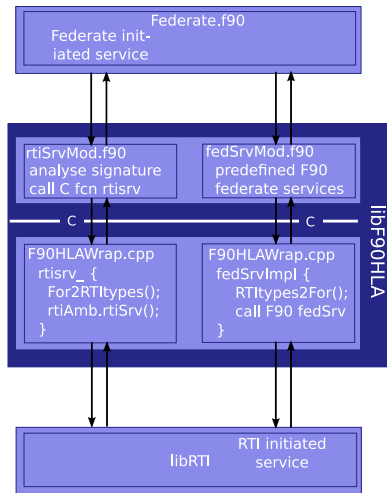 Federate.f90
Federate init-
iated service
rtiSrvMod.f90
analyse signature
call C fcn rtisrv
fedSrvMod.f90
predefined F90
federate services
C
C
libF90HLA
F90HLAWrap.cpp
rtisrv_ {
For2RTItypes();
rtiAmb.rtiSrv();
}
F90HLAWrap.cpp
fedSrvImpl {
RTItypes2For();
call F90 fedSrv
}
libRTI
RTI initiated
service